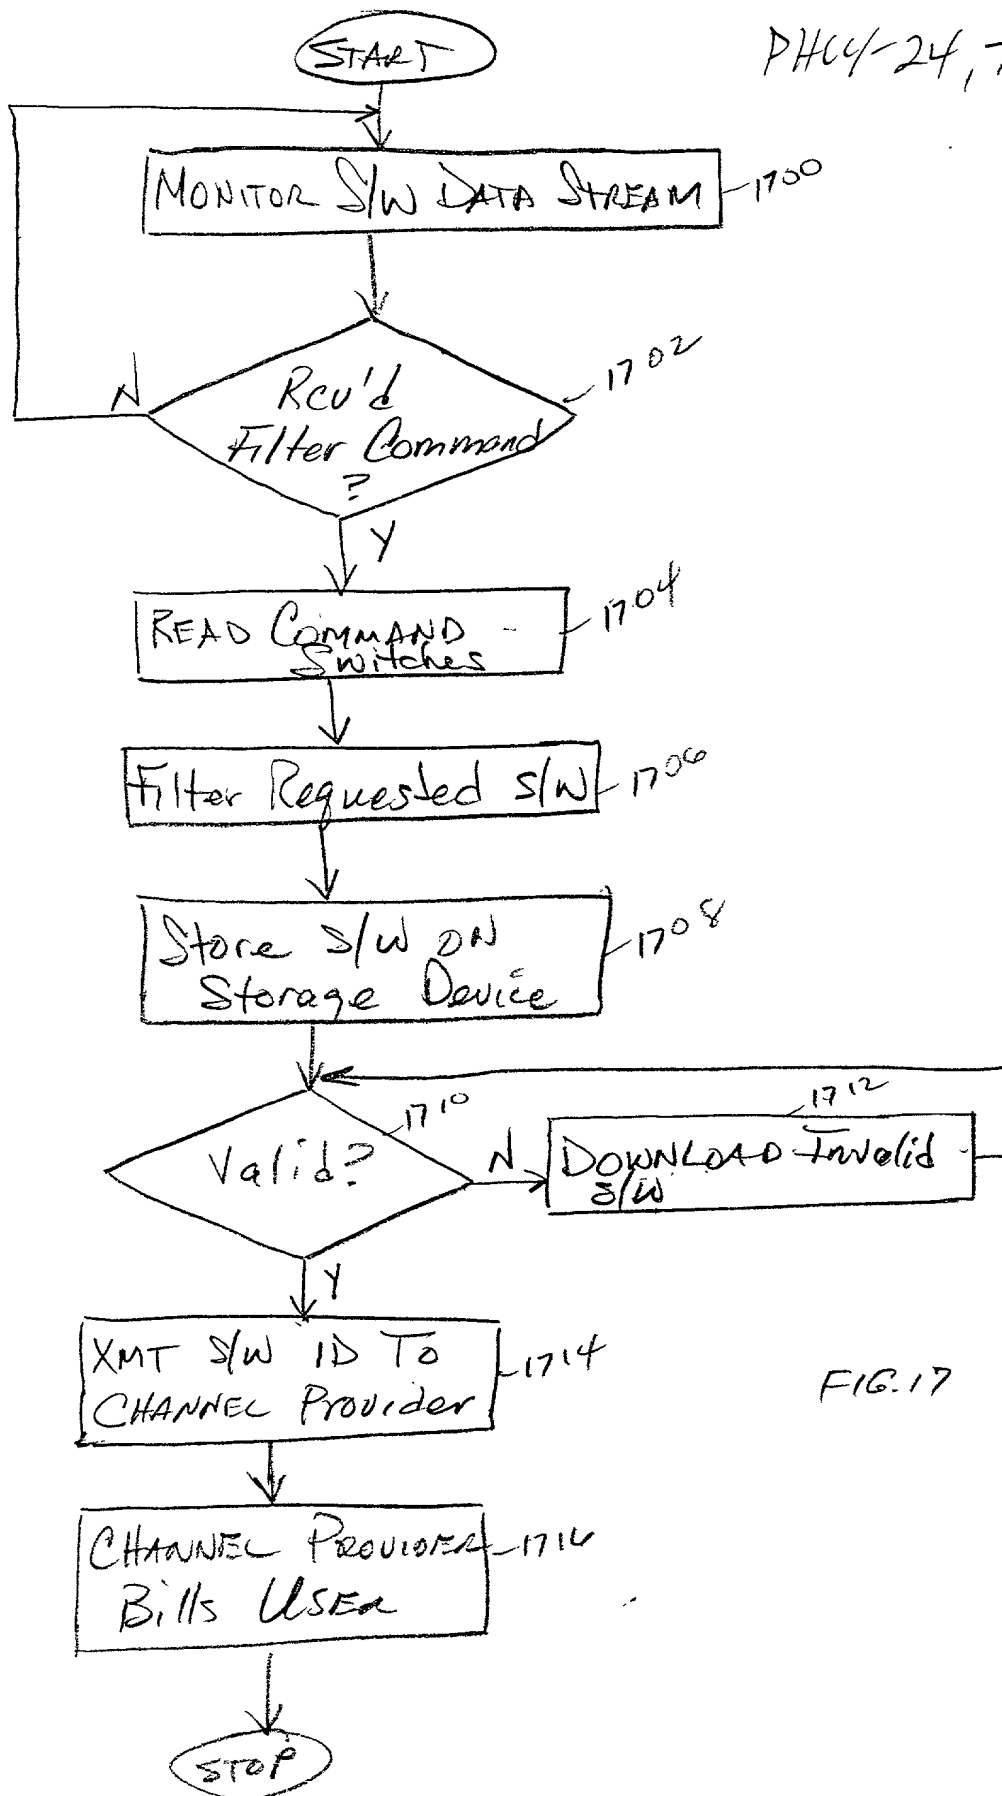 START
PHLY-24,7
MONITOR S/W DATA STREAM
1700
N
Rcv'd
Filter Command
?
1702
Y
READ COMMAND
Switches
1704
Filter Requested S/W
1706
Store S/W ON
Storage Device
1708
Valid?
1710
N
1712
DOWNLOAD Invalid
S/W
Y
XMT S/W ID TO
CHANNEL Provider
1714
FIG.17
CHANNEL PROVIDER
Bills USER
1716
STOP